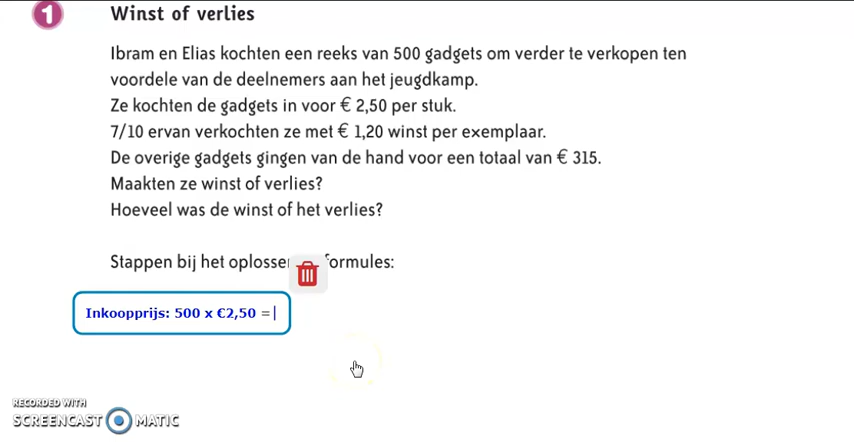 1 Winst of verlies
Ibram en Elias kochten een reeks van 500 gadgets om verder te verkopen ten
voordele van de deelnemers aan het jeugdkamp.
Ze kochten de gadgets in voor € 2,50 per stuk.
7/10 ervan verkochten ze met € 1,20 winst per exemplaar.
De overige gadgets gingen van de hand voor een totaal van € 315.
Maakten ze winst of verlies?
Hoeveel was de winst of het verlies?
Stappen bij het oplossen formules:
Inkoopprijs: 500 x €2,50 =
RECORDED WITH
SCREENCAST MATIC